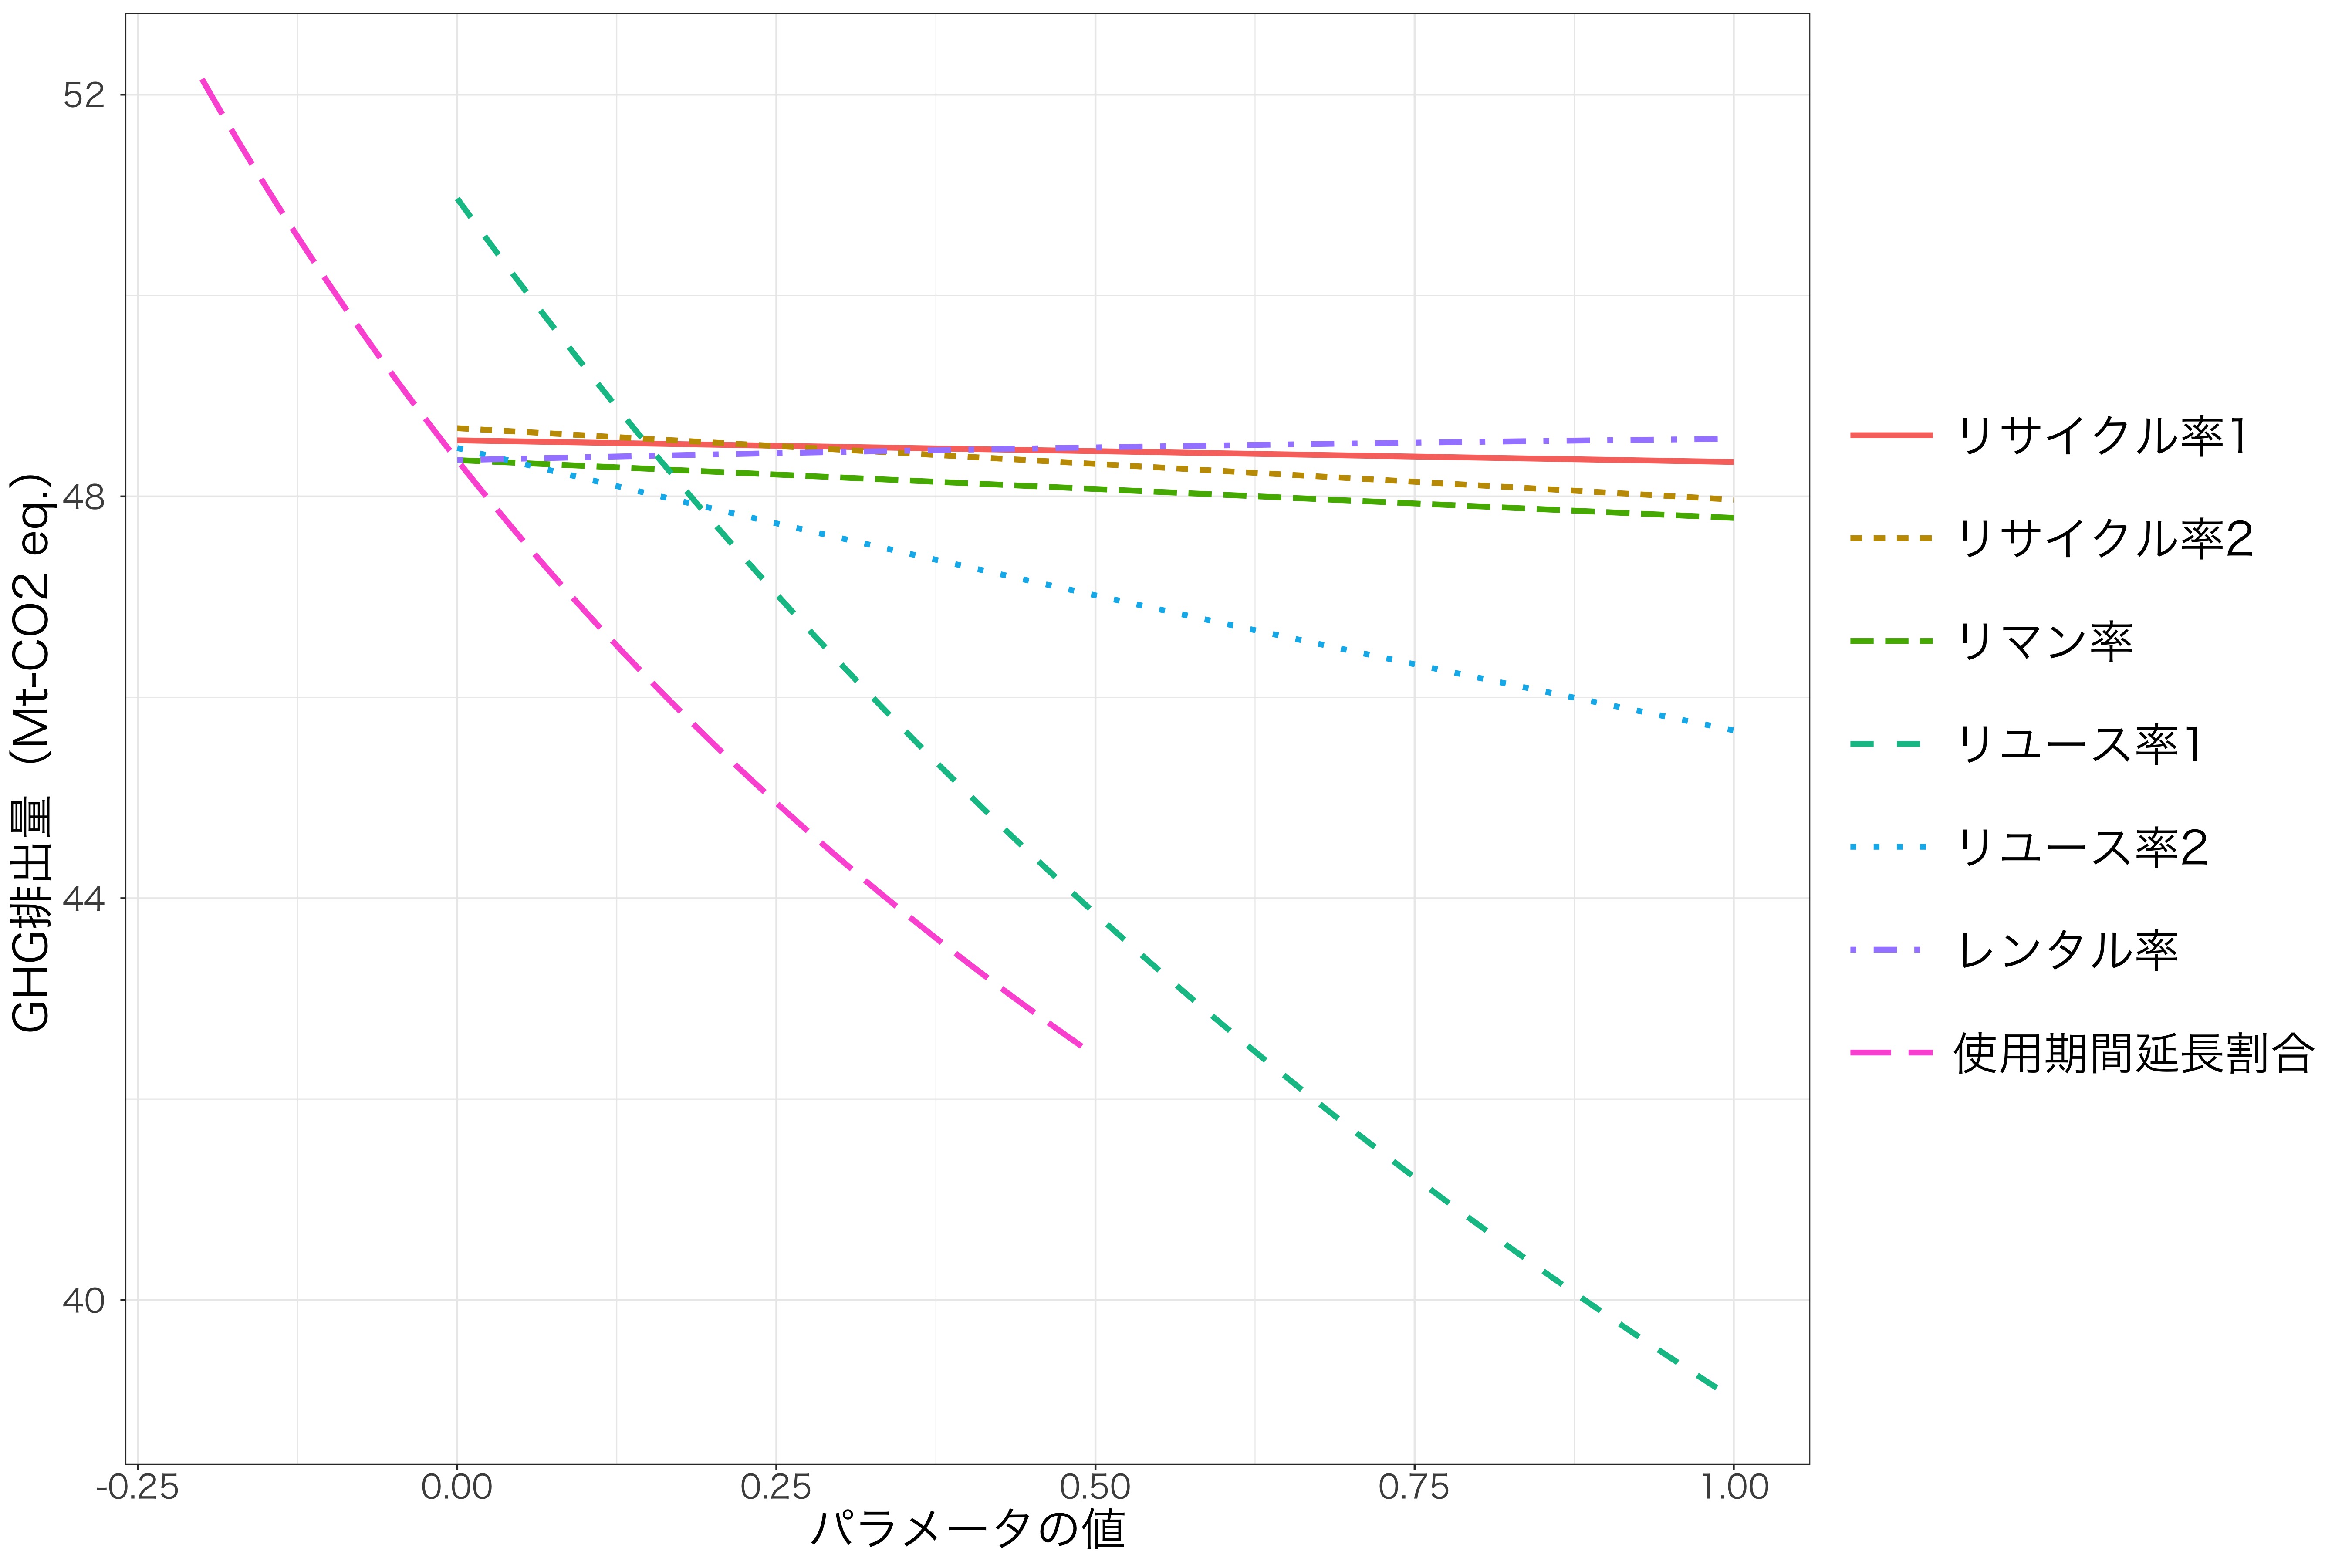 GHG排出量 (Mt-CO2 eq.)
52
48
44
40
-0.25
0.00
0.25
0.50
0.75
1.00
パラメータの値
リサイクル率1
リサイクル率2
リマン率
リユース率1
リユース率2
レンタル率
使用期間延長割合